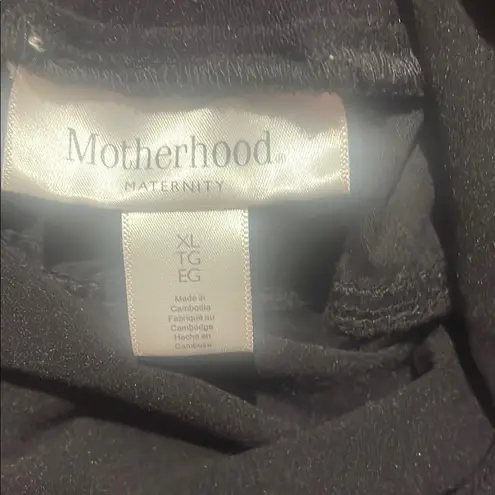 Motherhood®
MATERNITY
XL
TG
EG
Made in
Cambodia
Fabriqué au
Cambodge
Hecho en
Camboya